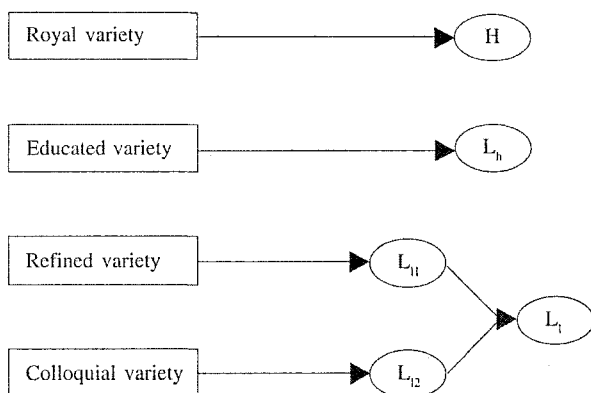 Royal variety H
Educated variety Lh
Refined variety Ll1
Ll
Colloquial variety Ll2